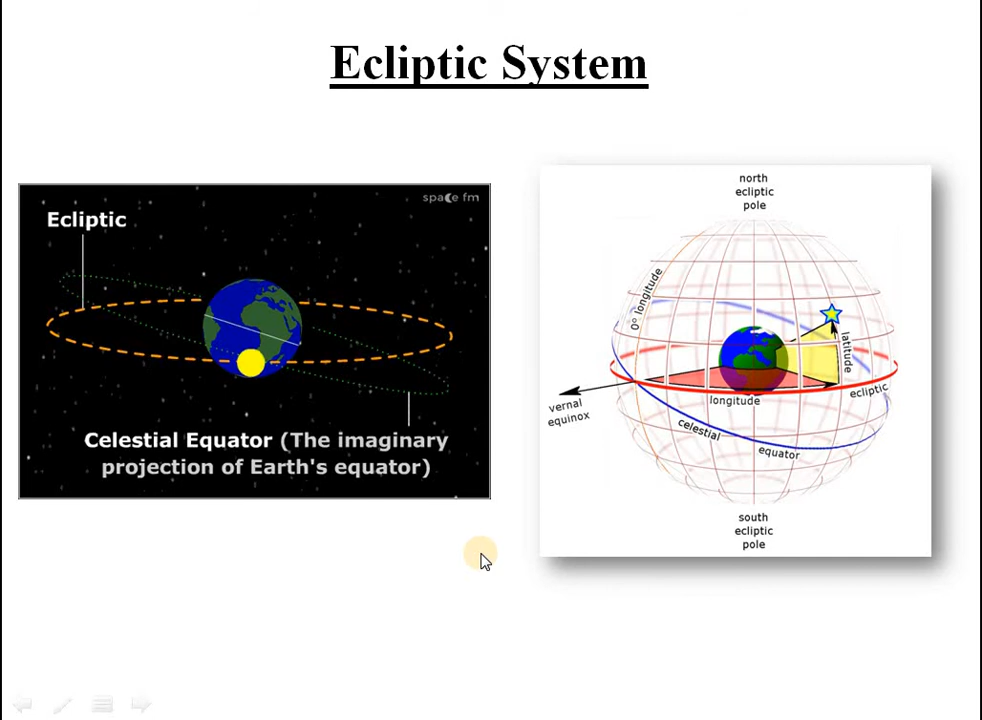 Ecliptic System
space fm
Ecliptic
Celestial Equator (The imaginary
projection of Earth's equator)
north
ecliptic
pole
0° longitude
latitude
ecliptic
longitude
vernal
equinox
celestial
equator
south
ecliptic
pole